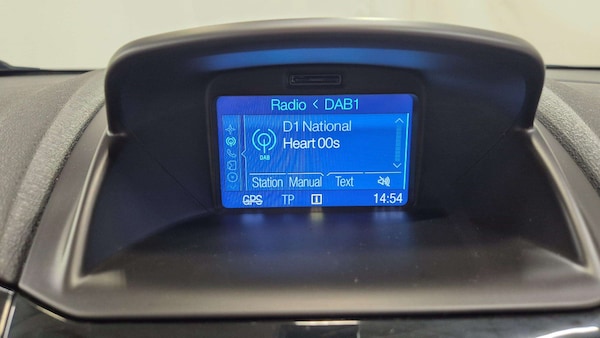 Radio < DAB1
D1 National
Heart 00s
DAB
Station Manual Text
GPS TP i 14:54